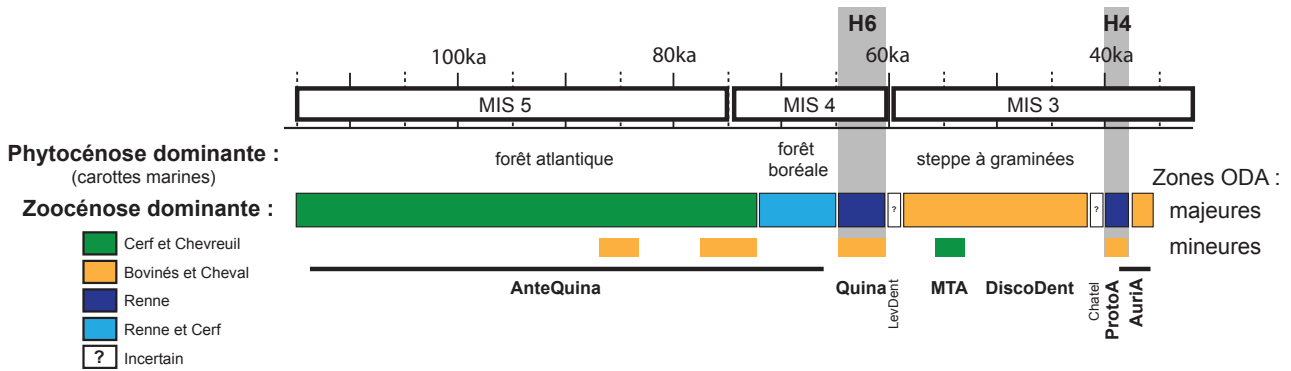 H6 H4
100ka 80ka 60ka 40ka
MIS 5 MIS 4 MIS 3
Phytocénose dominante :
(carottes marines)
forêt atlantique
forêt
boréale
steppe à graminées
Zones ODA :
Zoocénose dominante :
? ?
majeures
mineures
Cerf et Chevreuil
Bovinés et Cheval
Renne
Renne et Cerf
? Incertain
AnteQuina
Quina
LevDent
MTA
DiscoDent
Chatel
ProtoA
AuriA